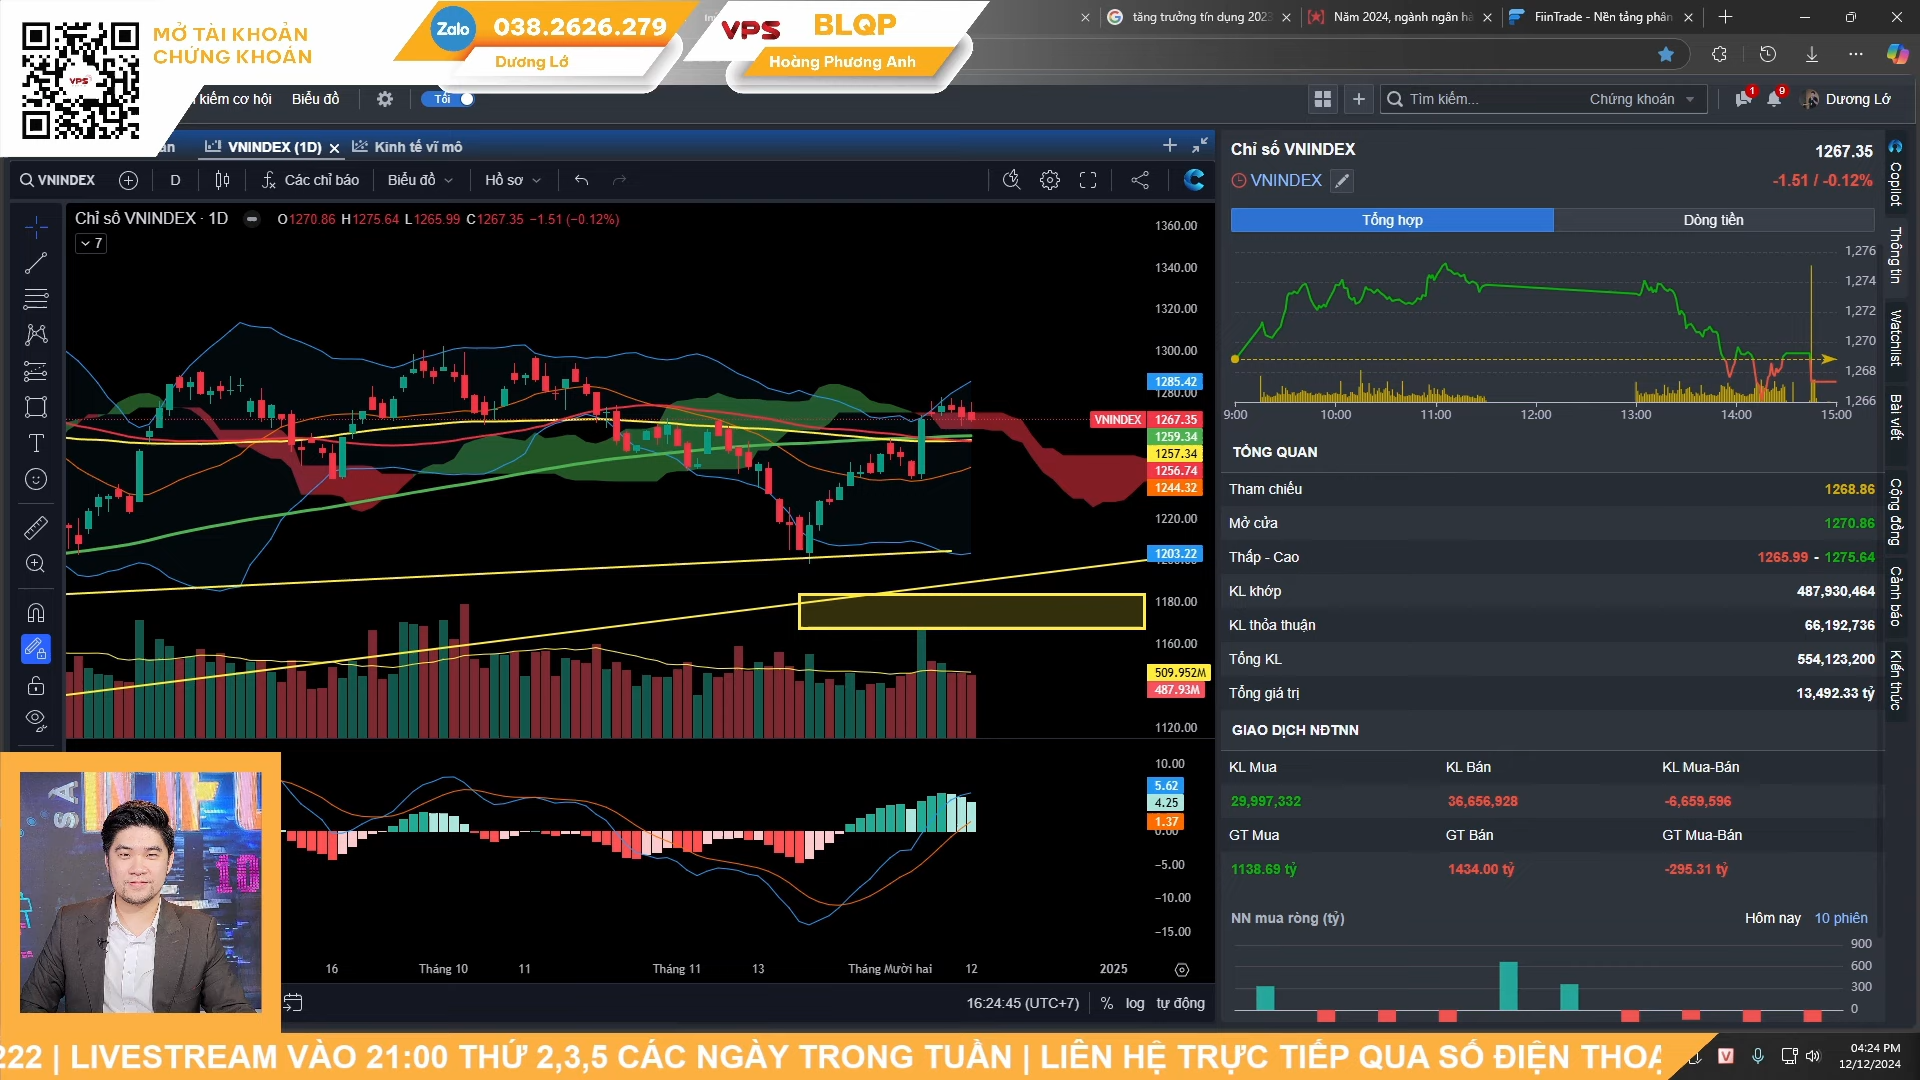 MỞ TÀI KHOẢN
CHỨNG KHOÁN
VPS
Zalo
038.2626.279
Dương Lớ
VPS
BLQP
Hoàng Phương Anh
tăng trưởng tín dụng 2023
Năm 2024, ngành ngân hà
FiinTrade - Nền tảng phân
kiếm cơ hội
Biểu đồ
Tối
Tìm kiếm...
Chứng khoán
1
9
Dương Lớ
VNINDEX (1D)
Kinh tế vĩ mô
VNINDEX
D
Các chỉ báo
Biểu đồ
Hồ sơ
Chỉ số VNINDEX · 1D
O1270.86 H1275.64 L1265.99 C1267.35 −1.51 (−0.12%)
7
1360.00
1340.00
1320.00
1300.00
1285.42
1280.00
VNINDEX
1267.35
1259.34
1257.34
1256.74
1244.32
1220.00
1203.22
1180.00
1160.00
509.952M
487.93M
1120.00
10.00
5.62
4.25
1.37
0.00
−5.00
−10.00
−15.00
16
Tháng 10
11
Tháng 11
13
Tháng Mười hai
12
2025
16:24:45 (UTC+7)
%
log
tự động
Chỉ số VNINDEX
1267.35
VNINDEX
-1.51 / -0.12%
Tổng hợp
Dòng tiền
1,276
1,274
1,272
1,270
1,268
1,266
9:00
10:00
11:00
12:00
13:00
14:00
15:00
TỔNG QUAN
Tham chiếu
1268.86
Mở cửa
1270.86
Thấp - Cao
1265.99 - 1275.64
KL khớp
487,930,464
KL thỏa thuận
66,192,736
Tổng KL
554,123,200
Tổng giá trị
13,492.33 tỷ
GIAO DỊCH NĐTNN
KL Mua
KL Bán
KL Mua-Bán
29,997,332
36,656,928
-6,659,596
GT Mua
GT Bán
GT Mua-Bán
1138.69 tỷ
1434.00 tỷ
-295.31 tỷ
NN mua ròng (tỷ)
Hôm nay
10 phiên
900
600
300
0
Copilot
Thông tin
Watchlist
Bài viết
Cộng đồng
Cảnh báo
Kiến thức
222 | LIVESTREAM VÀO 21:00 THỨ 2,3,5 CÁC NGÀY TRONG TUẦN | LIÊN HỆ TRỰC TIẾP QUA SỐ ĐIỆN THOẠ
04:24 PM
12/12/2024